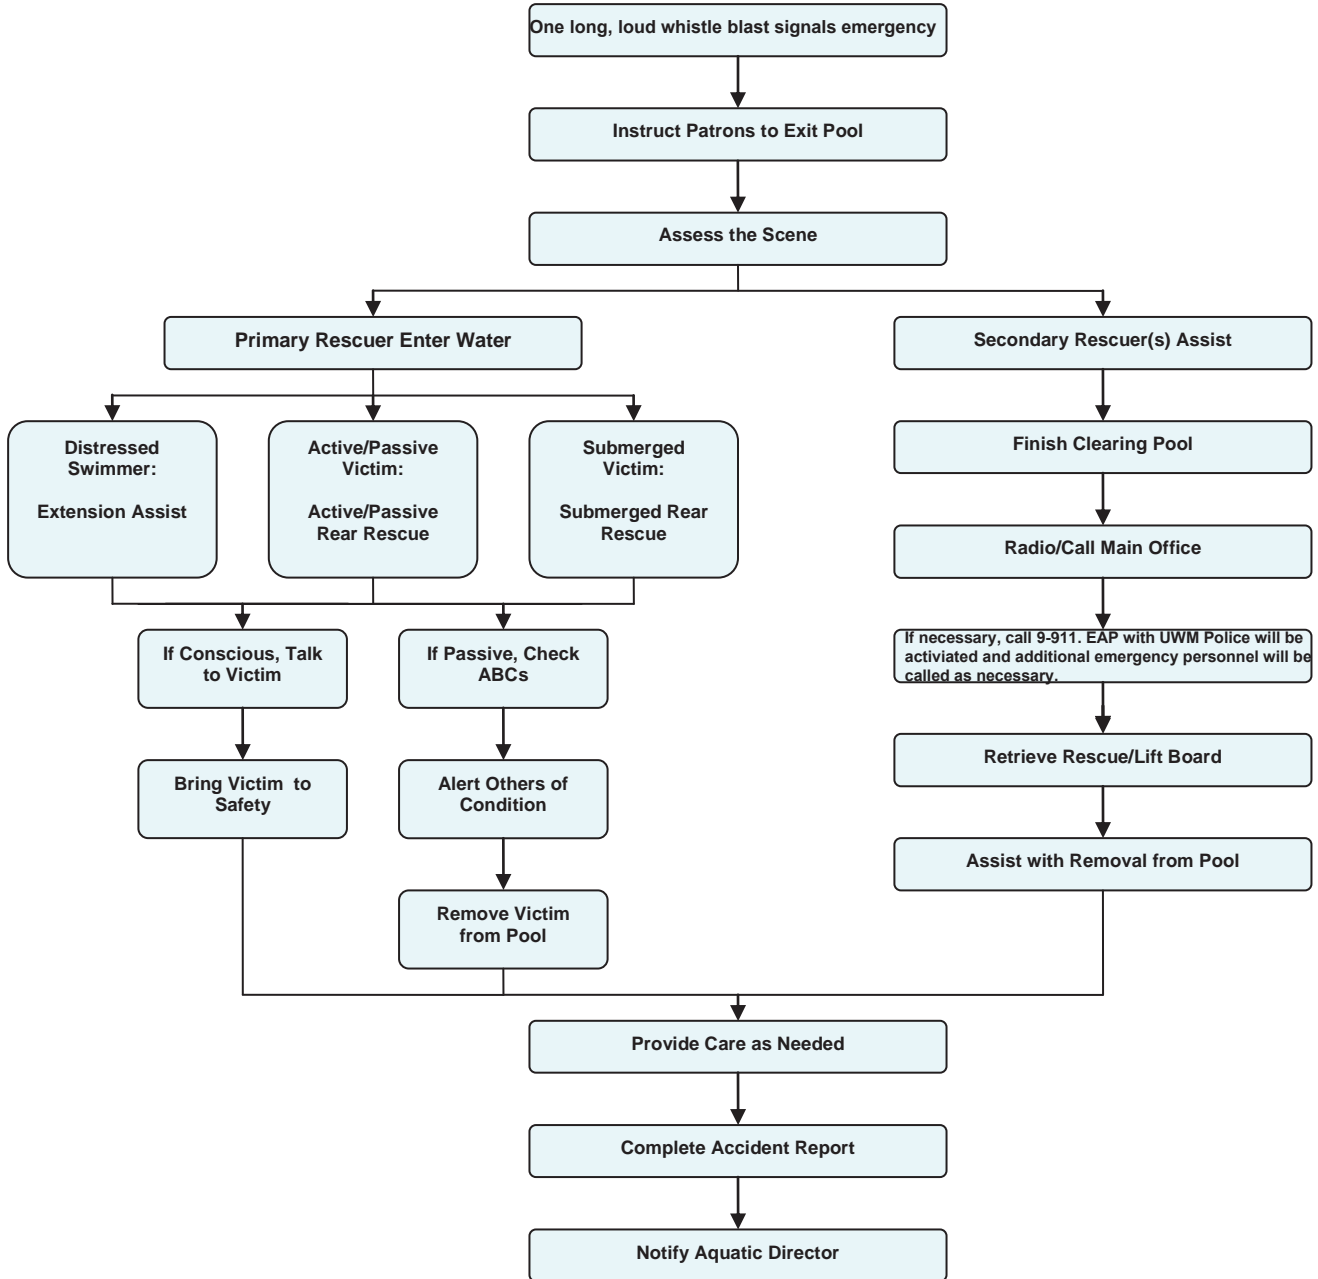 One long, loud whistle blast signals emergency
Instruct Patrons to Exit Pool
Assess the Scene
Primary Rescuer Enter Water
Secondary Rescuer(s) Assist
Distressed
Swimmer:
Extension Assist
Active/Passive
Victim:
Active/Passive
Rear Rescue
Submerged
Victim:
Submerged Rear
Rescue
Finish Clearing Pool
Radio/Call Main Office
If Conscious, Talk
to Victim
If Passive, Check
ABCs
If necessary, call 9-911. EAP with UWM Police will be
activiated and additional emergency personnel will be
called as necessary.
Retrieve Rescue/Lift Board
Bring Victim to
Safety
Alert Others of
Condition
Assist with Removal from Pool
Remove Victim
from Pool
Provide Care as Needed
Complete Accident Report
Notify Aquatic Director